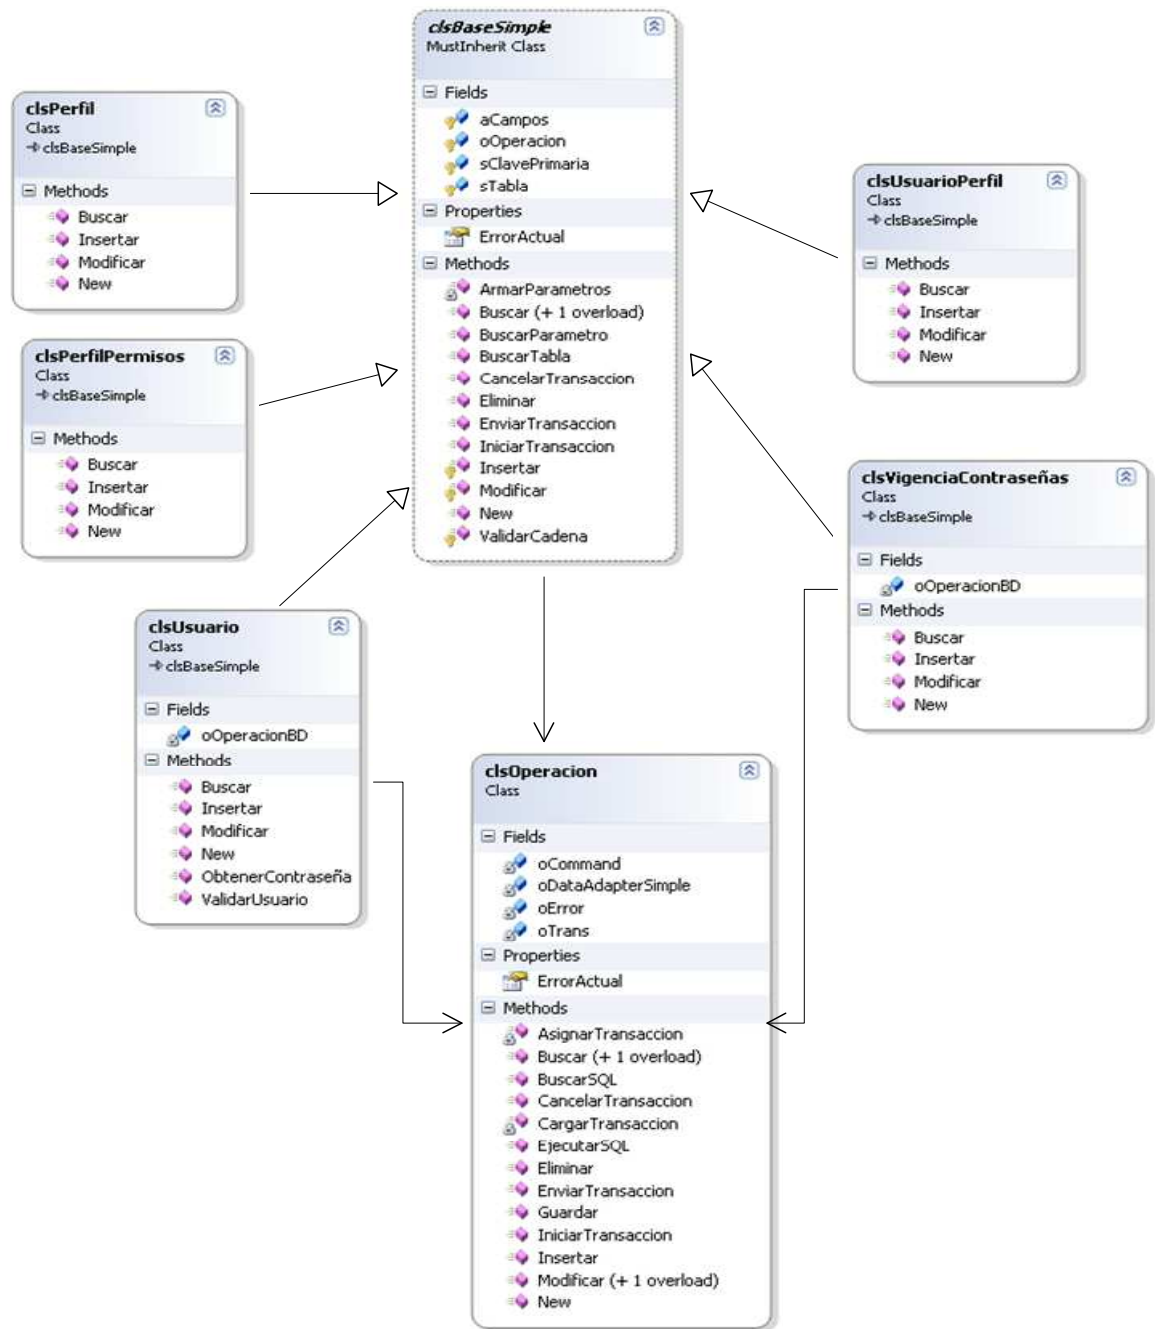 clsBaseSimple
MustInherit Class
Fields
aCampos
oOperacion
sClavePrimaria
sTabla
Properties
ErrorActual
Methods
ArmarParametros
Buscar (+ 1 overload)
BuscarParametro
BuscarTabla
CancelarTransaccion
Eliminar
EnviarTransaccion
IniciarTransaccion
Insertar
Modificar
New
ValidarCadena
clsPerfil
Class
clsBaseSimple
Methods
Buscar
Insertar
Modificar
New
clsPerfilPermisos
Class
clsBaseSimple
Methods
Buscar
Insertar
Modificar
New
clsUsuario
Class
clsBaseSimple
Fields
oOperacionBD
Methods
Buscar
Insertar
Modificar
New
ObtenerContraseña
ValidarUsuario
clsUsuarioPerfil
Class
clsBaseSimple
Methods
Buscar
Insertar
Modificar
New
clsVigenciaContraseñas
Class
clsBaseSimple
Fields
oOperacionBD
Methods
Buscar
Insertar
Modificar
New
clsOperacion
Class
Fields
oCommand
oDataAdapterSimple
oError
oTrans
Properties
ErrorActual
Methods
AsignarTransaccion
Buscar (+ 1 overload)
BuscarSQL
CancelarTransaccion
CargarTransaccion
EjecutarSQL
Eliminar
EnviarTransaccion
Guardar
IniciarTransaccion
Insertar
Modificar (+ 1 overload)
New